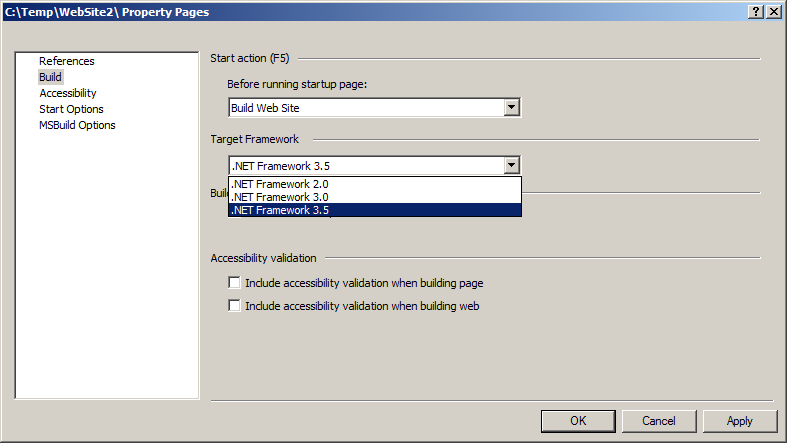 C:\Temp\WebSite2\ Property Pages
References
Build
Accessibility
Start Options
MSBuild Options
Start action (F5)
Before running startup page:
Build Web Site
Target Framework
.NET Framework 3.5
.NET Framework 2.0
.NET Framework 3.0
.NET Framework 3.5
Accessibility validation
Include accessibility validation when building page
Include accessibility validation when building web
OK
Cancel
Apply